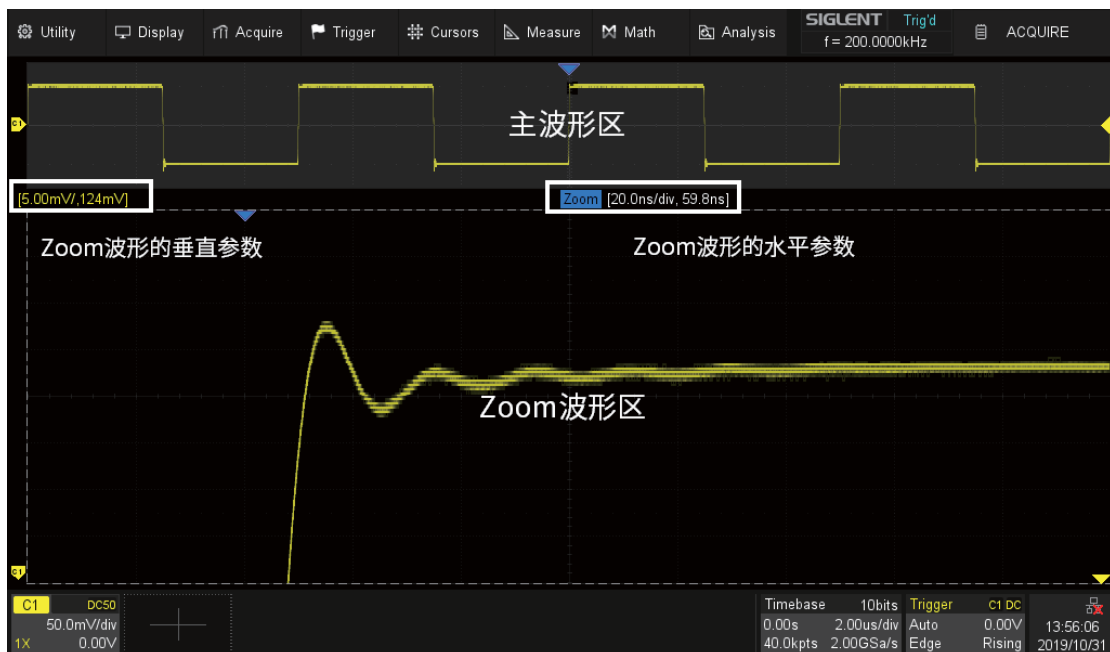 Utility Display Acquire Trigger Cursors Measure Math Analysis SIGLENT Trig'd ACQUIRE
f = 200.0000kHz
C1
主波形区
[5.00mV/,124mV] Zoom [20.0ns/div, 59.8ns]
Zoom波形的垂直参数 Zoom波形的水平参数
Zoom波形区
C1
C1 DC50 Timebase 10bits Trigger C1 DC
50.0mV/div 0.00s 2.00us/div Auto 0.00V 13:56:06
1X 0.00V 40.0kpts 2.00GSa/s Edge Rising 2019/10/31